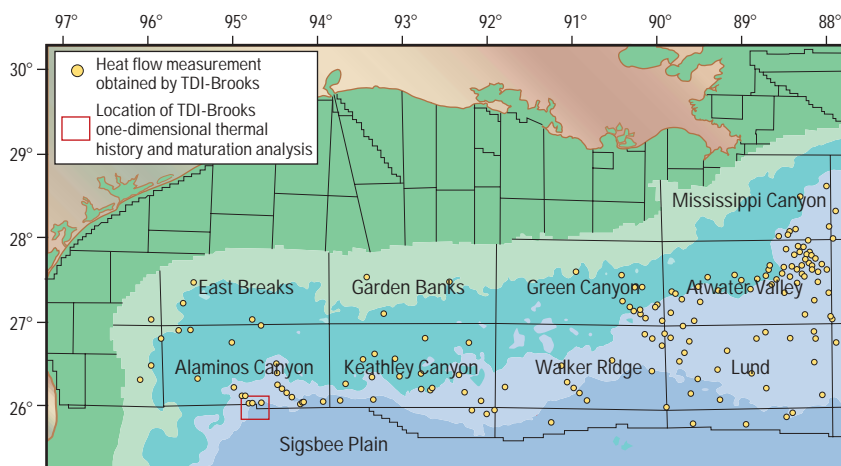 97° 96° 95° 94° 93° 92° 91° 90° 89° 88°
30°
29°
28°
27°
26°
Heat flow measurement
obtained by TDI-Brooks
Location of TDI-Brooks
one-dimensional thermal
history and maturation analysis
Mississippi Canyon
East Breaks
Garden Banks
Green Canyon
Atwater Valley
Alaminos Canyon
Keathley Canyon
Walker Ridge
Lund
Sigsbee Plain